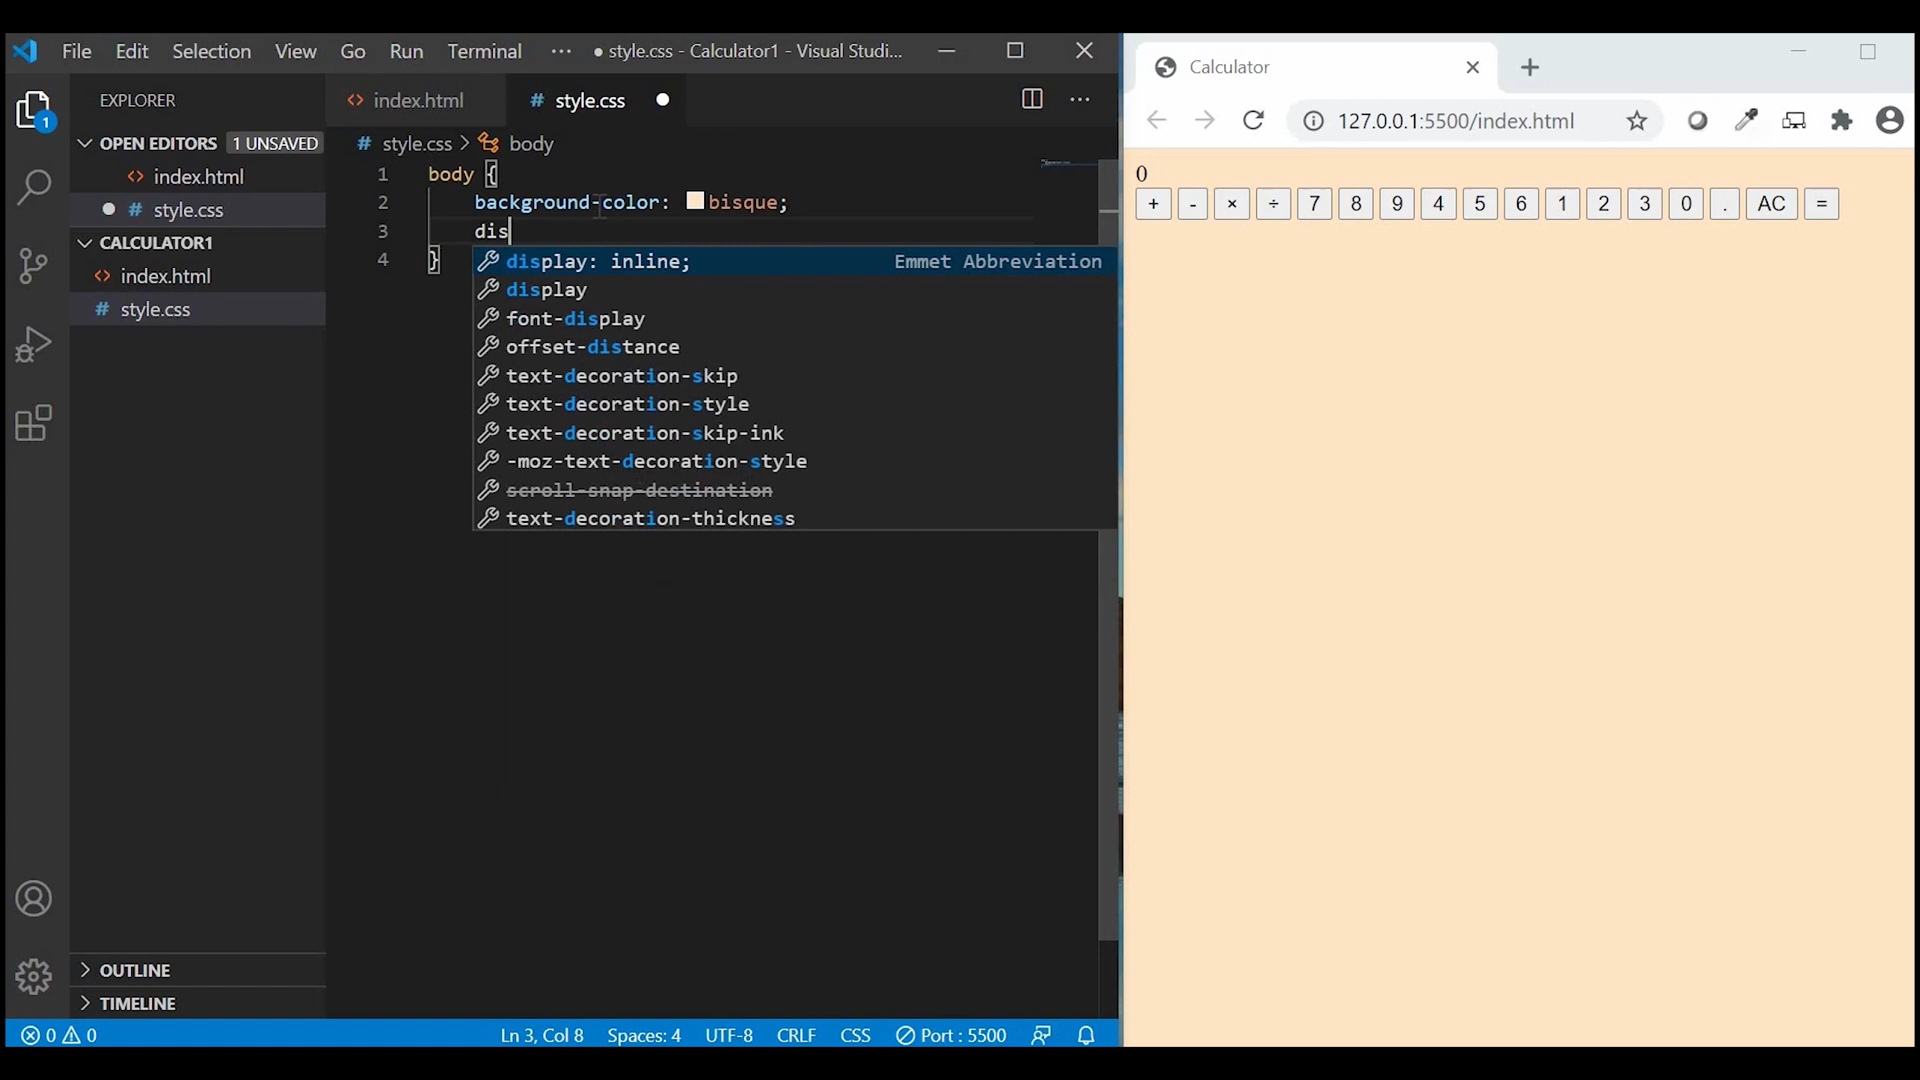 File Edit Selection View Go Run Terminal ··· ● style.css - Calculator1 - Visual Studi...
EXPLORER
OPEN EDITORS 1 UNSAVED
<> index.html
● # style.css
CALCULATOR1
<> index.html
# style.css
OUTLINE
TIMELINE
1
<> index.html # style.css ●
# style.css > body
1 body {
2 background-color: bisque;
3 dis
4 }
display: inline; Emmet Abbreviation
display
font-display
offset-distance
text-decoration-skip
text-decoration-style
text-decoration-skip-ink
-moz-text-decoration-style
scroll-snap-destination
text-decoration-thickness
0 0 Ln 3, Col 8 Spaces: 4 UTF-8 CRLF CSS Port : 5500
Calculator
127.0.0.1:5500/index.html
0
+ - × ÷ 7 8 9 4 5 6 1 2 3 0 . AC =